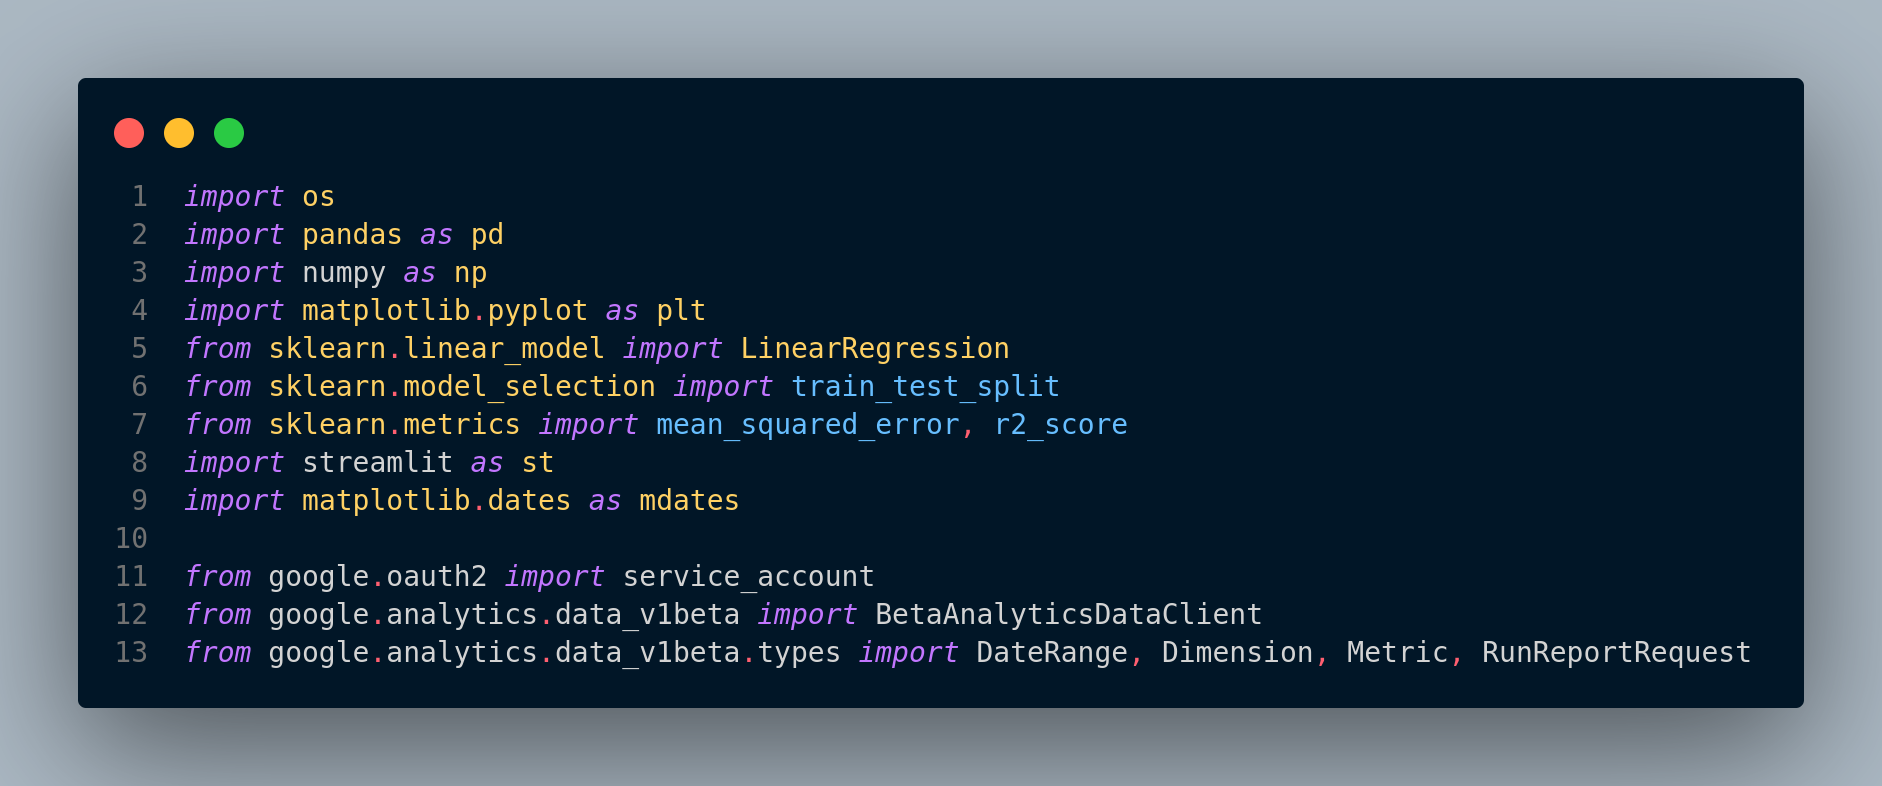 1 import os
2 import pandas as pd
3 import numpy as np
4 import matplotlib.pyplot as plt
5 from sklearn.linear_model import LinearRegression
6 from sklearn.model_selection import train_test_split
7 from sklearn.metrics import mean_squared_error, r2_score
8 import streamlit as st
9 import matplotlib.dates as mdates
10
11 from google.oauth2 import service_account
12 from google.analytics.data_v1beta import BetaAnalyticsDataClient
13 from google.analytics.data_v1beta.types import DateRange, Dimension, Metric, RunReportRequest